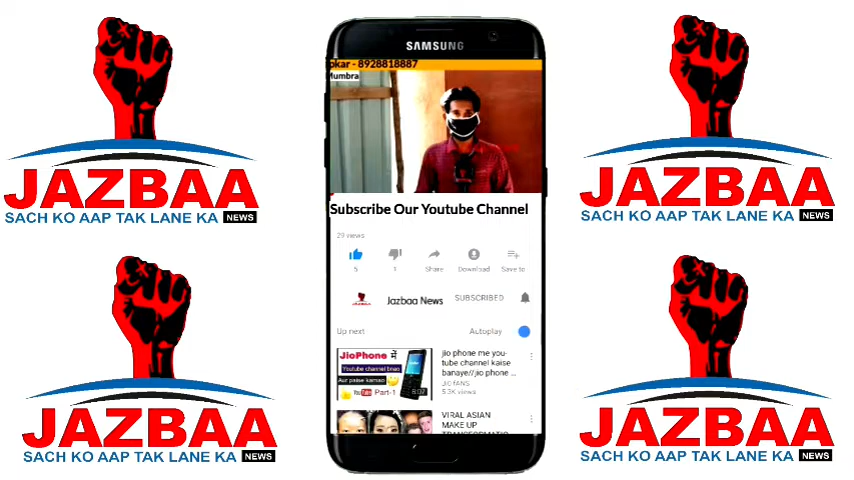 JAZBAA
SACH KO AAP TAK LANE KA NEWS
JAZBAA
SACH KO AAP TAK LANE KA NEWS
SAMSUNG
pkar - 8928818887
Mumbra
Subscribe Our Youtube Channel
29 views
5 1 Share Download Save to
Jazbaa News SUBSCRIBED
Up next Autoplay
JioPhone में
Youtube channel bnao
Aur paise kamao
YouTube Part-1
jio phone me you-
tube channel kaise
banaye//jio phone ...
JIO FANS
5.3K views
VIRAL ASIAN
MAKE UP
JAZBAA
SACH KO AAP TAK LANE KA NEWS
JAZBAA
SACH KO AAP TAK LANE KA NEWS